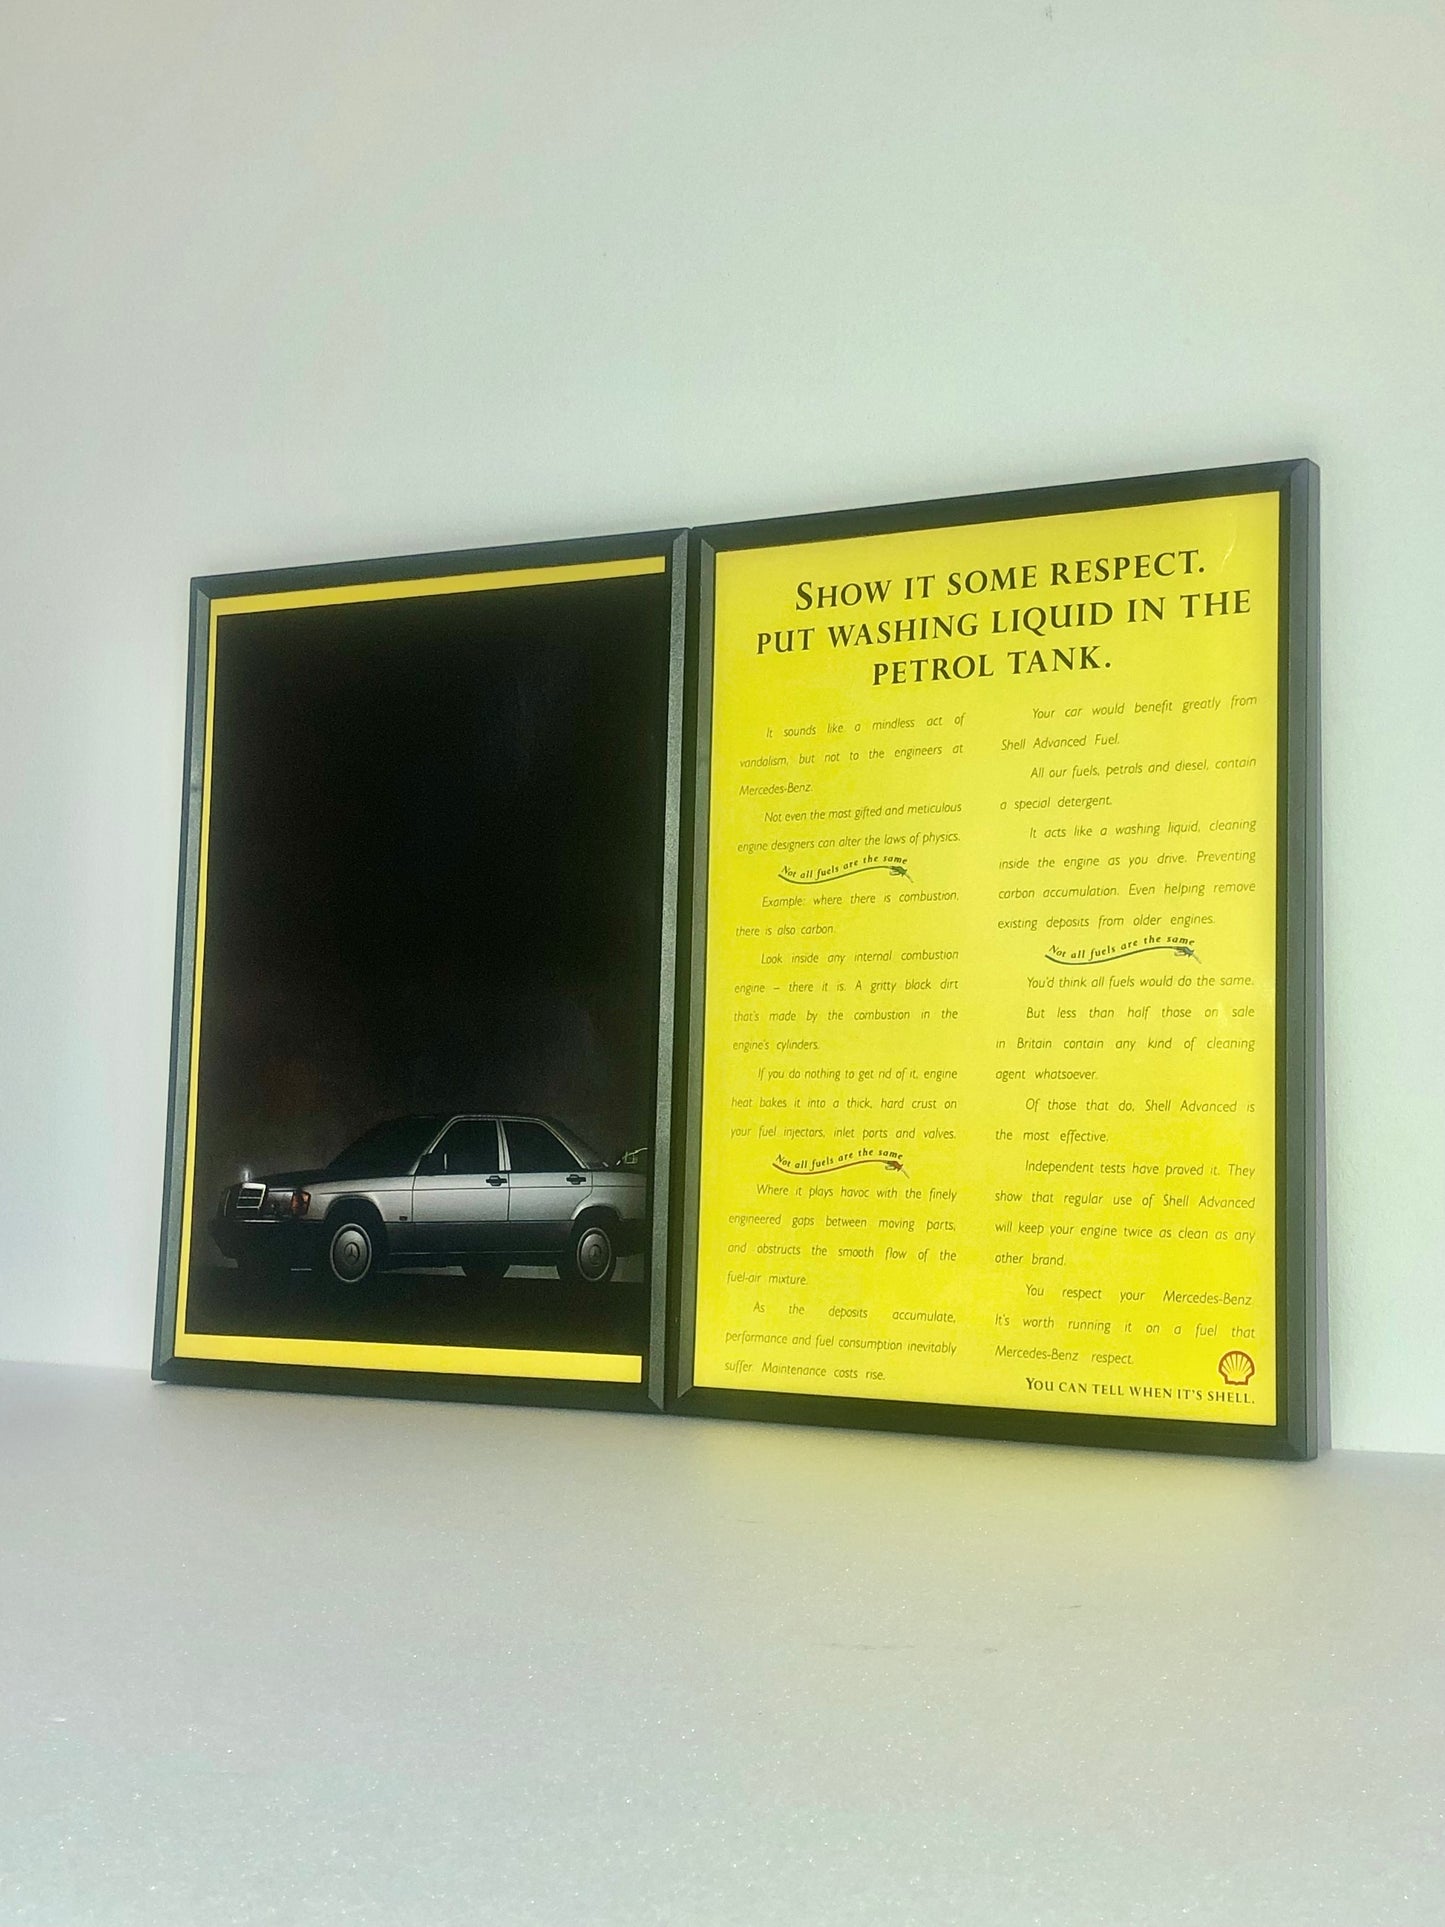 SHOW IT SOME RESPECT.
PUT WASHING LIQUID IN THE
PETROL TANK.
It sounds like a mindless act of
vandalism, but not to the engineers at
Mercedes-Benz.
Not even the most gifted and meticulous
engine designers can alter the laws of physics.
Not all fuels are the same
Example: where there is combustion,
there is also carbon.
Look inside any internal combustion
engine – there it is. A gritty black dirt
that's made by the combustion in the
engine's cylinders.
If you do nothing to get rid of it, engine
heat bakes it into a thick, hard crust on
your fuel injectors, inlet ports and valves.
Not all fuels are the same
Where it plays havoc with the finely
engineered gaps between moving parts,
and obstructs the smooth flow of the
fuel-air mixture.
As the deposits accumulate,
performance and fuel consumption inevitably
suffer. Maintenance costs rise.
Your car would benefit greatly from
Shell Advanced Fuel.
All our fuels, petrols and diesel, contain
a special detergent.
It acts like a washing liquid, cleaning
inside the engine as you drive. Preventing
carbon accumulation. Even helping remove
existing deposits from older engines.
Not all fuels are the same
You'd think all fuels would do the same.
But less than half those on sale
in Britain contain any kind of cleaning
agent whatsoever.
Of those that do, Shell Advanced is
the most effective.
Independent tests have proved it. They
show that regular use of Shell Advanced
will keep your engine twice as clean as any
other brand.
You respect your Mercedes-Benz.
It's worth running it on a fuel that
Mercedes-Benz respect.
YOU CAN TELL WHEN IT'S SHELL.